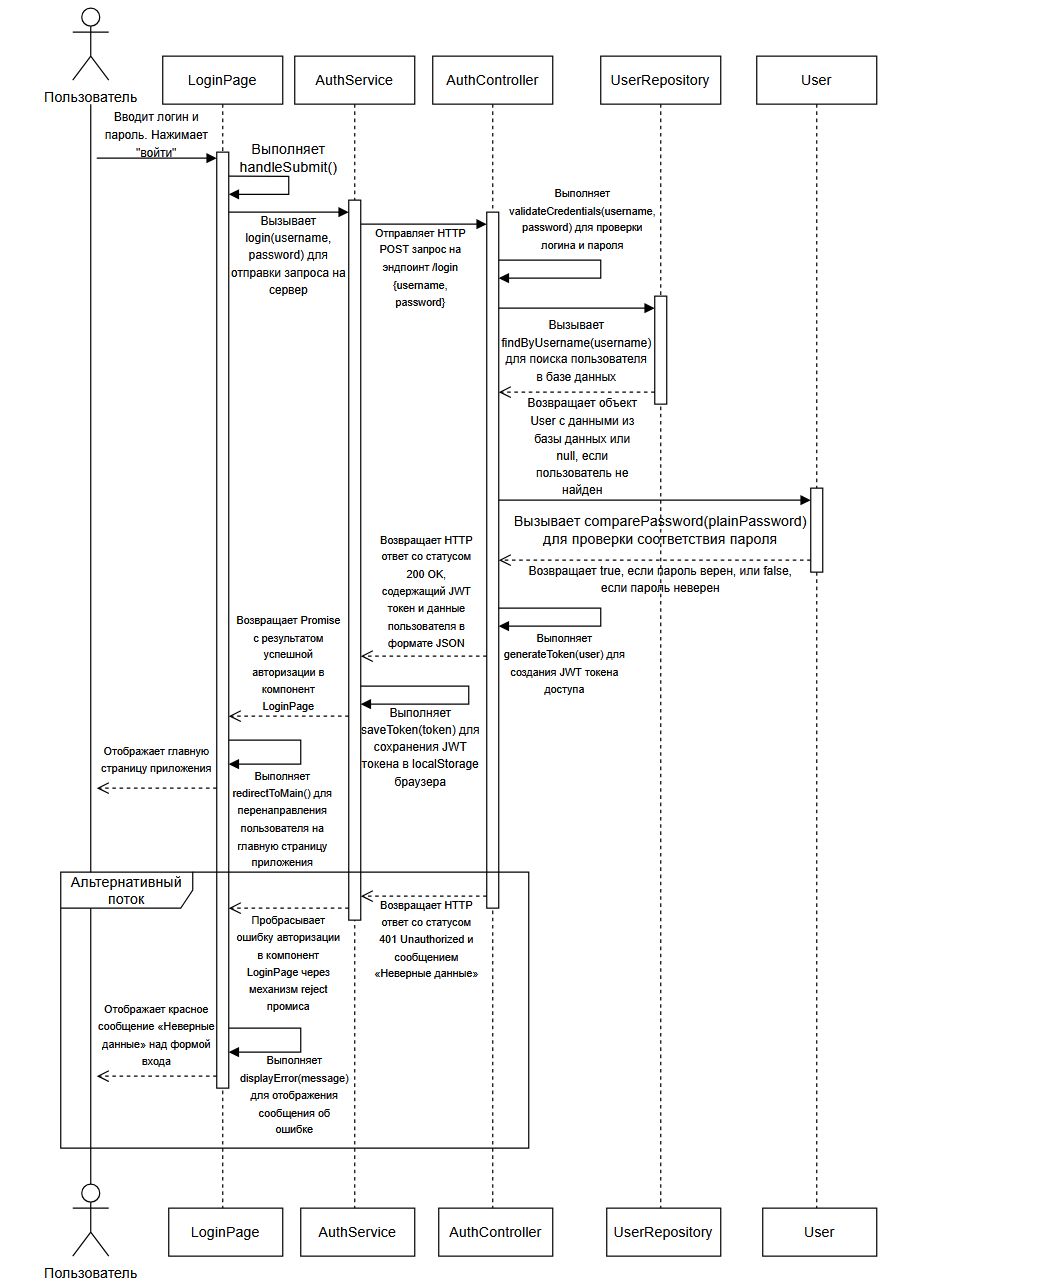 Пользователь
LoginPage
AuthService
AuthController
UserRepository
User
Вводит логин и
пароль. Нажимает
"войти"
Выполняет
handleSubmit()
Вызывает
login(username,
password) для
отправки запроса на
сервер
Отправляет HTTP
POST запрос на
эндпоинт /login
{username,
password}
Выполняет
validateCredentials(username,
password) для проверки
логина и пароля
Вызывает
findByUsername(username)
для поиска пользователя
в базе данных
Возвращает объект
User с данными из
базы данных или
null, если
пользователь не
найден
Вызывает comparePassword(plainPassword)
для проверки соответствия пароля
Возвращает true, если пароль верен, или false,
если пароль неверен
Выполняет
generateToken(user) для
создания JWT токена
доступа
Возвращает HTTP
ответ со статусом
200 OK,
содержащий JWT
токен и данные
пользователя в
формате JSON
Выполняет
saveToken(token) для
сохранения JWT
токена в localStorage
браузера
Возвращает Promise
с результатом
успешной
авторизации в
компонент
LoginPage
Выполняет
redirectToMain() для
перенаправления
пользователя на
главную страницу
приложения
Отображает главную
страницу приложения
Альтернативный
поток
Возвращает HTTP
ответ со статусом
401 Unauthorized и
сообщением
«Неверные данные»
Пробрасывает
ошибку авторизации
в компонент
LoginPage через
механизм reject
промиса
Выполняет
displayError(message)
для отображения
сообщения об
ошибке
Отображает красное
сообщение «Неверные
данные» над формой
входа
Пользователь
LoginPage
AuthService
AuthController
UserRepository
User